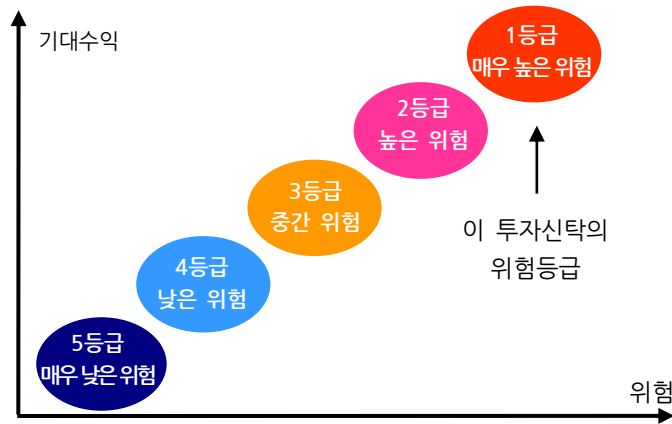 기대수익
1등급
매우 높은 위험
2등급
높은 위험
3등급
중간 위험
이 투자신탁의
위험등급
4등급
낮은 위험
5등급
매우 낮은 위험
위험